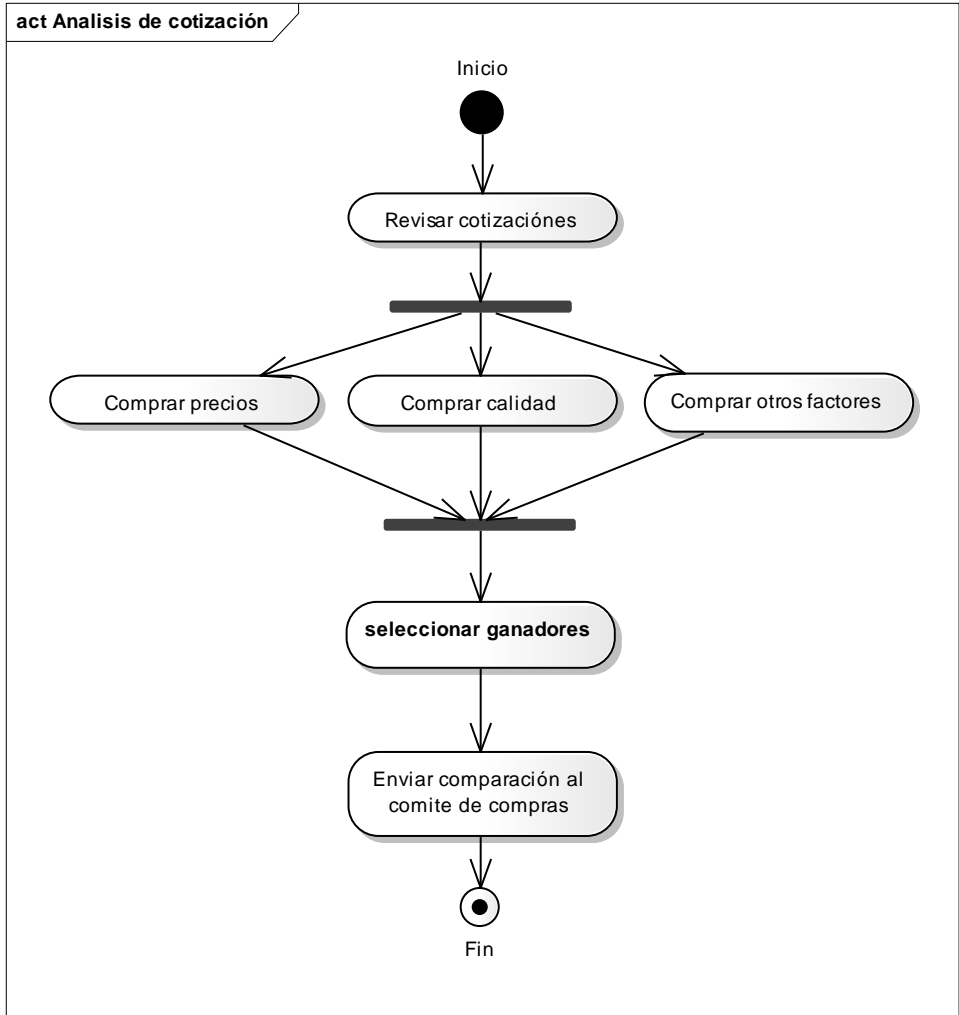 act Analisis de cotización
Inicio
Revisar cotizaciónes
Comprar precios
Comprar calidad
Comprar otros factores
seleccionar ganadores
Enviar comparación al
comite de compras
Fin